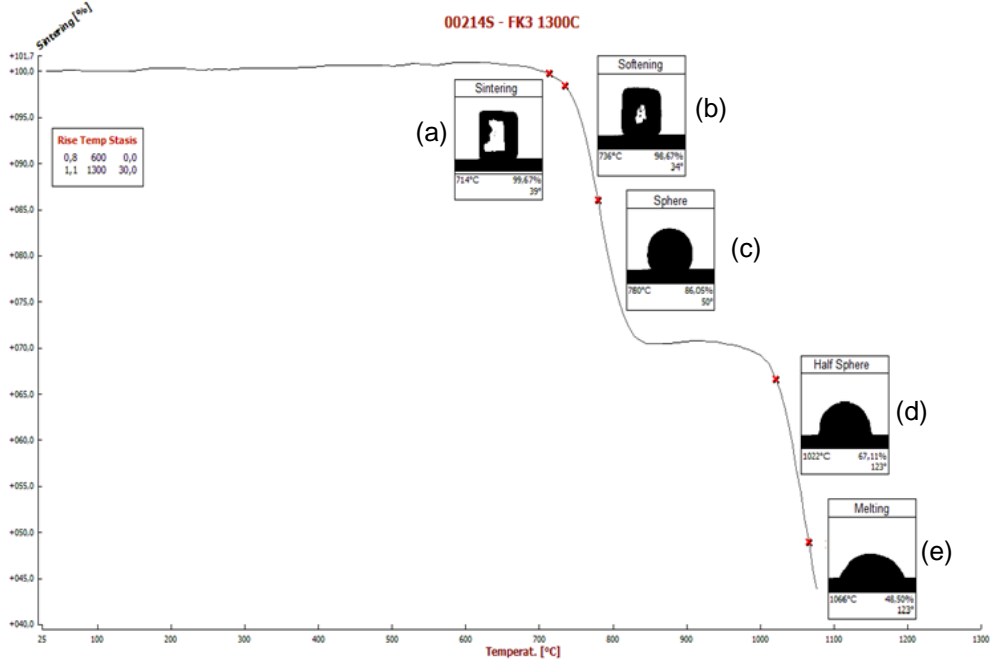 00214S - FK3 1300C
Sintering [%]
+101.7
+100.0
+095.0
+090.0
+085.0
+080.0
+075.0
+070.0
+065.0
+060.0
+055.0
+050.0
+045.0
+040.0
Rise Temp Stasis
0,8 600 0,0
1,1 1300 30,0
(a)
Sintering
714°C 99.67%
39°
Softening
(b)
736°C 98.67%
34°
Sphere
(c)
780°C 86,05%
50°
Half Sphere
(d)
1022°C 67,11%
123°
Melting
(e)
1066°C 48,50%
123°
25 100 200 300 400 500 600 700 800 900 1000 1100 1200 1300
Temperat. [°C]